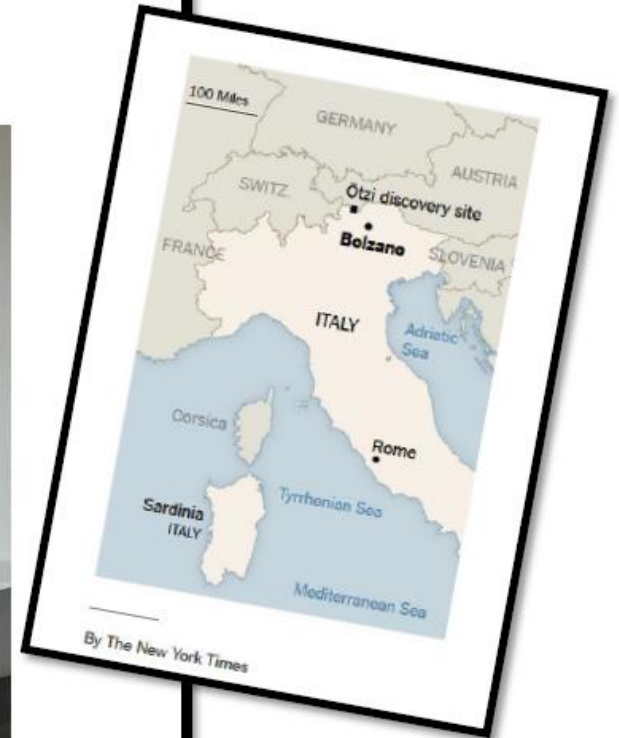 100 Miles
GERMANY
AUSTRIA
SWITZ
Ötzi discovery site
Bolzano
SLOVENIA
FRANCE
ITALY
Adriatic
Sea
Corsica
Rome
Tyrrhenian Sea
Sardinia
ITALY
Mediterranean Sea
By The New York Times